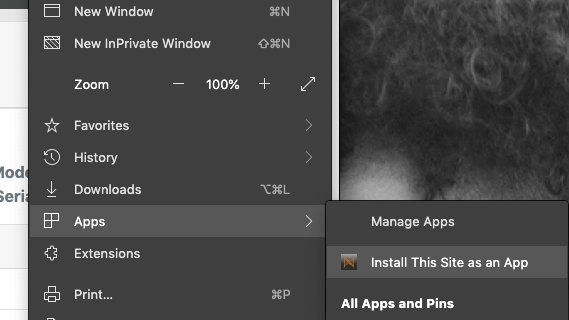 New Window ⌘N
New InPrivate Window ⇧⌘N
Zoom − 100% +
Favorites
History
Downloads ⌥⌘L
Mode
Apps
Seria
Manage Apps
Extensions
Install This Site as an App
Print... ⌘P
All Apps and Pins